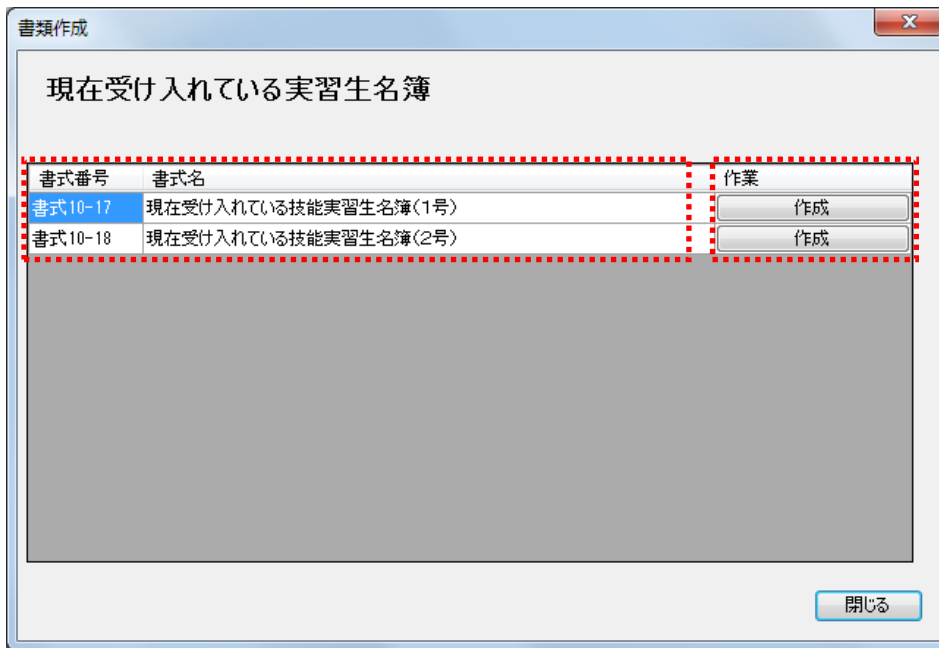 書類作成
現在受け入れている実習生名簿
書式番号 書式名 作業
書式10-17 現在受け入れている技能実習生名簿(1号) 作成
書式10-18 現在受け入れている技能実習生名簿(2号) 作成
閉じる